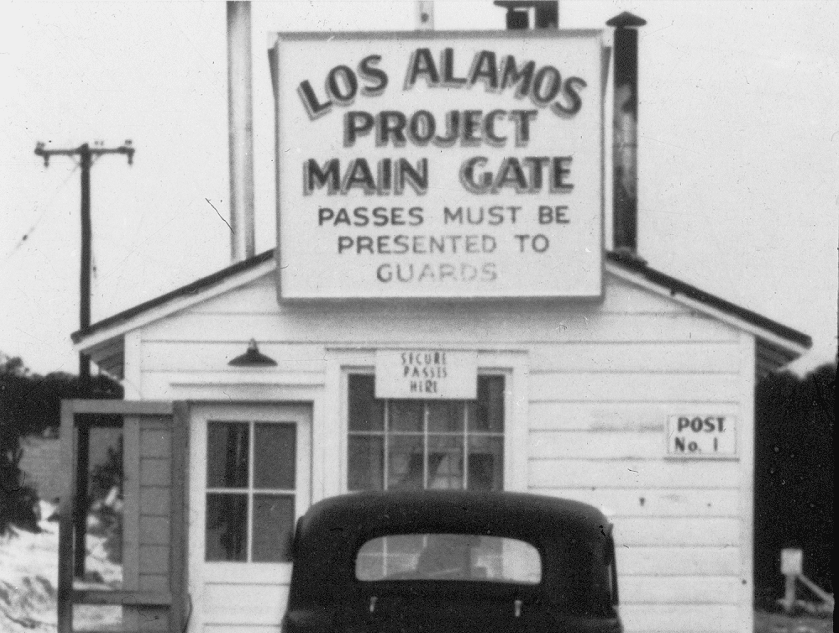 LOS ALAMOS
PROJECT
MAIN GATE
PASSES MUST BE
PRESENTED TO
GUARDS
SECURE
PASSES
HERE
POST
No. 1